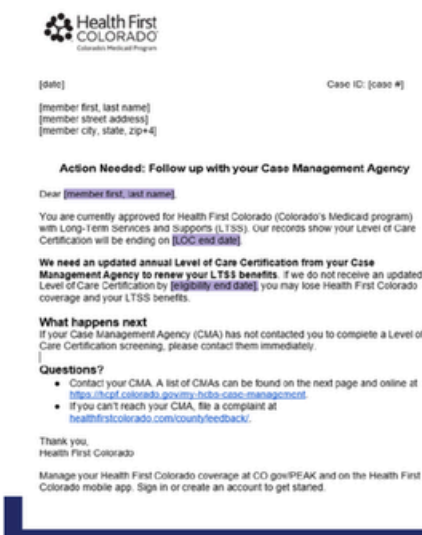 Health First
COLORADO
Colorado's Medicaid Program
[date]
Case ID: [case #]
[member first, last name]
[member street address]
[member city, state, zip+4]
Action Needed: Follow up with your Case Management Agency
Dear [member first, last name],
You are currently approved for Health First Colorado (Colorado's Medicaid program)
with Long-Term Services and Supports (LTSS). Our records show your Level of Care
Certification will be ending on [LOC end date].
We need an updated annual Level of Care Certification from your Case
Management Agency to renew your LTSS benefits. If we do not receive an updated
Level of Care Certification by [eligibility end date], you may lose Health First Colorado
coverage and your LTSS benefits.
What happens next
If your Case Management Agency (CMA) has not contacted you to complete a Level of
Care Certification screening, please contact them immediately.
Questions?
• Contact your CMA. A list of CMAs can be found on the next page and online at
https://hcpf.colorado.gov/my-hcbs-case-management.
• If you can't reach your CMA, file a complaint at
healthfirstcolorado.com/countyfeedback/.
Thank you,
Health First Colorado
Manage your Health First Colorado coverage at CO.gov/PEAK and on the Health First
Colorado mobile app. Sign in or create an account to get started.